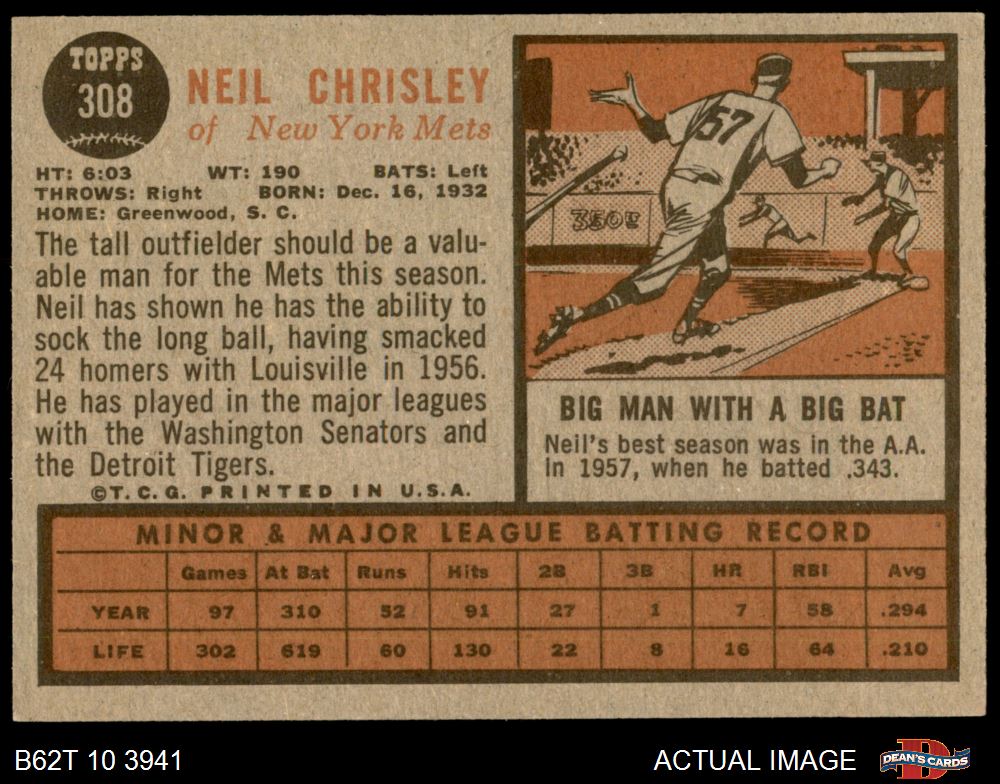 TOPPS
308
NEIL CHRISLEY
of New York Mets
HT: 6:03 WT: 190 BATS: Left
THROWS: Right BORN: Dec. 16, 1932
HOME: Greenwood, S. C.
The tall outfielder should be a valu-
able man for the Mets this season.
Neil has shown he has the ability to
sock the long ball, having smacked
24 homers with Louisville in 1956.
He has played in the major leagues
with the Washington Senators and
the Detroit Tigers.
©T.C.G. PRINTED IN U.S.A.
57
350FT
BIG MAN WITH A BIG BAT
Neil's best season was in the A.A.
in 1957, when he batted .343.
MINOR & MAJOR LEAGUE BATTING RECORD
Games At Bat Runs Hits 2B 3B HR RBI Avg
YEAR 97 310 52 91 27 1 7 58 .294
LIFE 302 619 60 130 22 8 16 64 .210
B62T 10 3941
ACTUAL IMAGE
DEAN'S CARDS